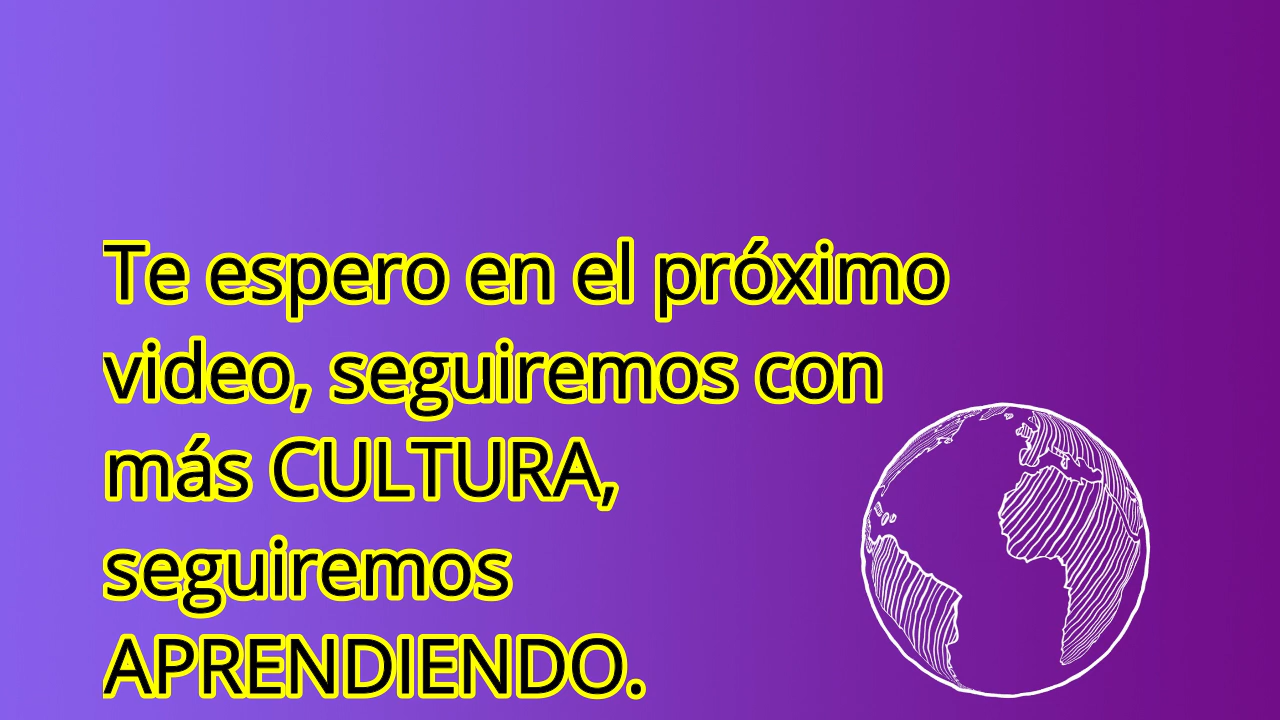 Te espero en el próximo
video, seguiremos con
más CULTURA,
seguiremos
APRENDIENDO.